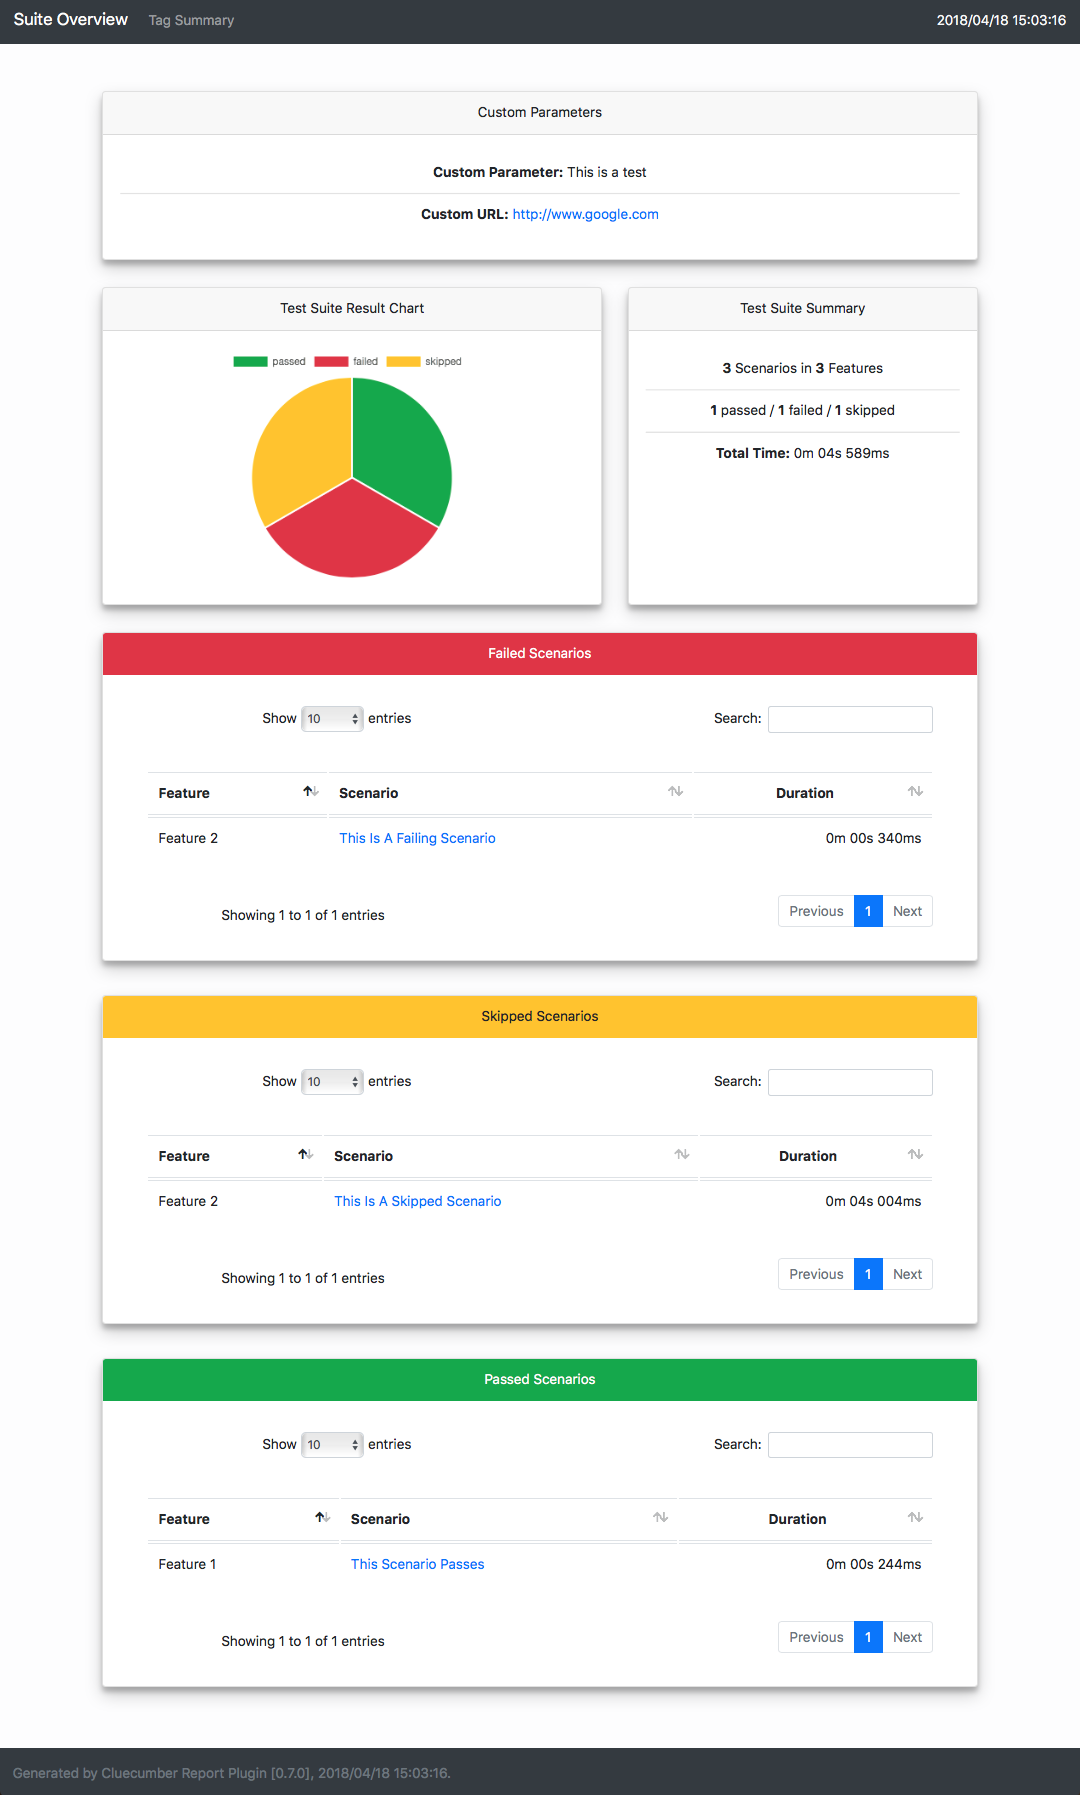 Suite Overview Tag Summary 2018/04/18 15:03:16
Custom Parameters
Custom Parameter: This is a test
Custom URL: http://www.google.com
Test Suite Result Chart
passed failed skipped
Test Suite Summary
3 Scenarios in 3 Features
1 passed / 1 failed / 1 skipped
Total Time: 0m 04s 589ms
Failed Scenarios
Show 10 entries Search:
Feature Scenario Duration
Feature 2 This Is A Failing Scenario 0m 00s 340ms
Showing 1 to 1 of 1 entries Previous 1 Next
Skipped Scenarios
Show 10 entries Search:
Feature Scenario Duration
Feature 2 This Is A Skipped Scenario 0m 04s 004ms
Showing 1 to 1 of 1 entries Previous 1 Next
Passed Scenarios
Show 10 entries Search:
Feature Scenario Duration
Feature 1 This Scenario Passes 0m 00s 244ms
Showing 1 to 1 of 1 entries Previous 1 Next
Generated by Cluecumber Report Plugin [0.7.0], 2018/04/18 15:03:16.